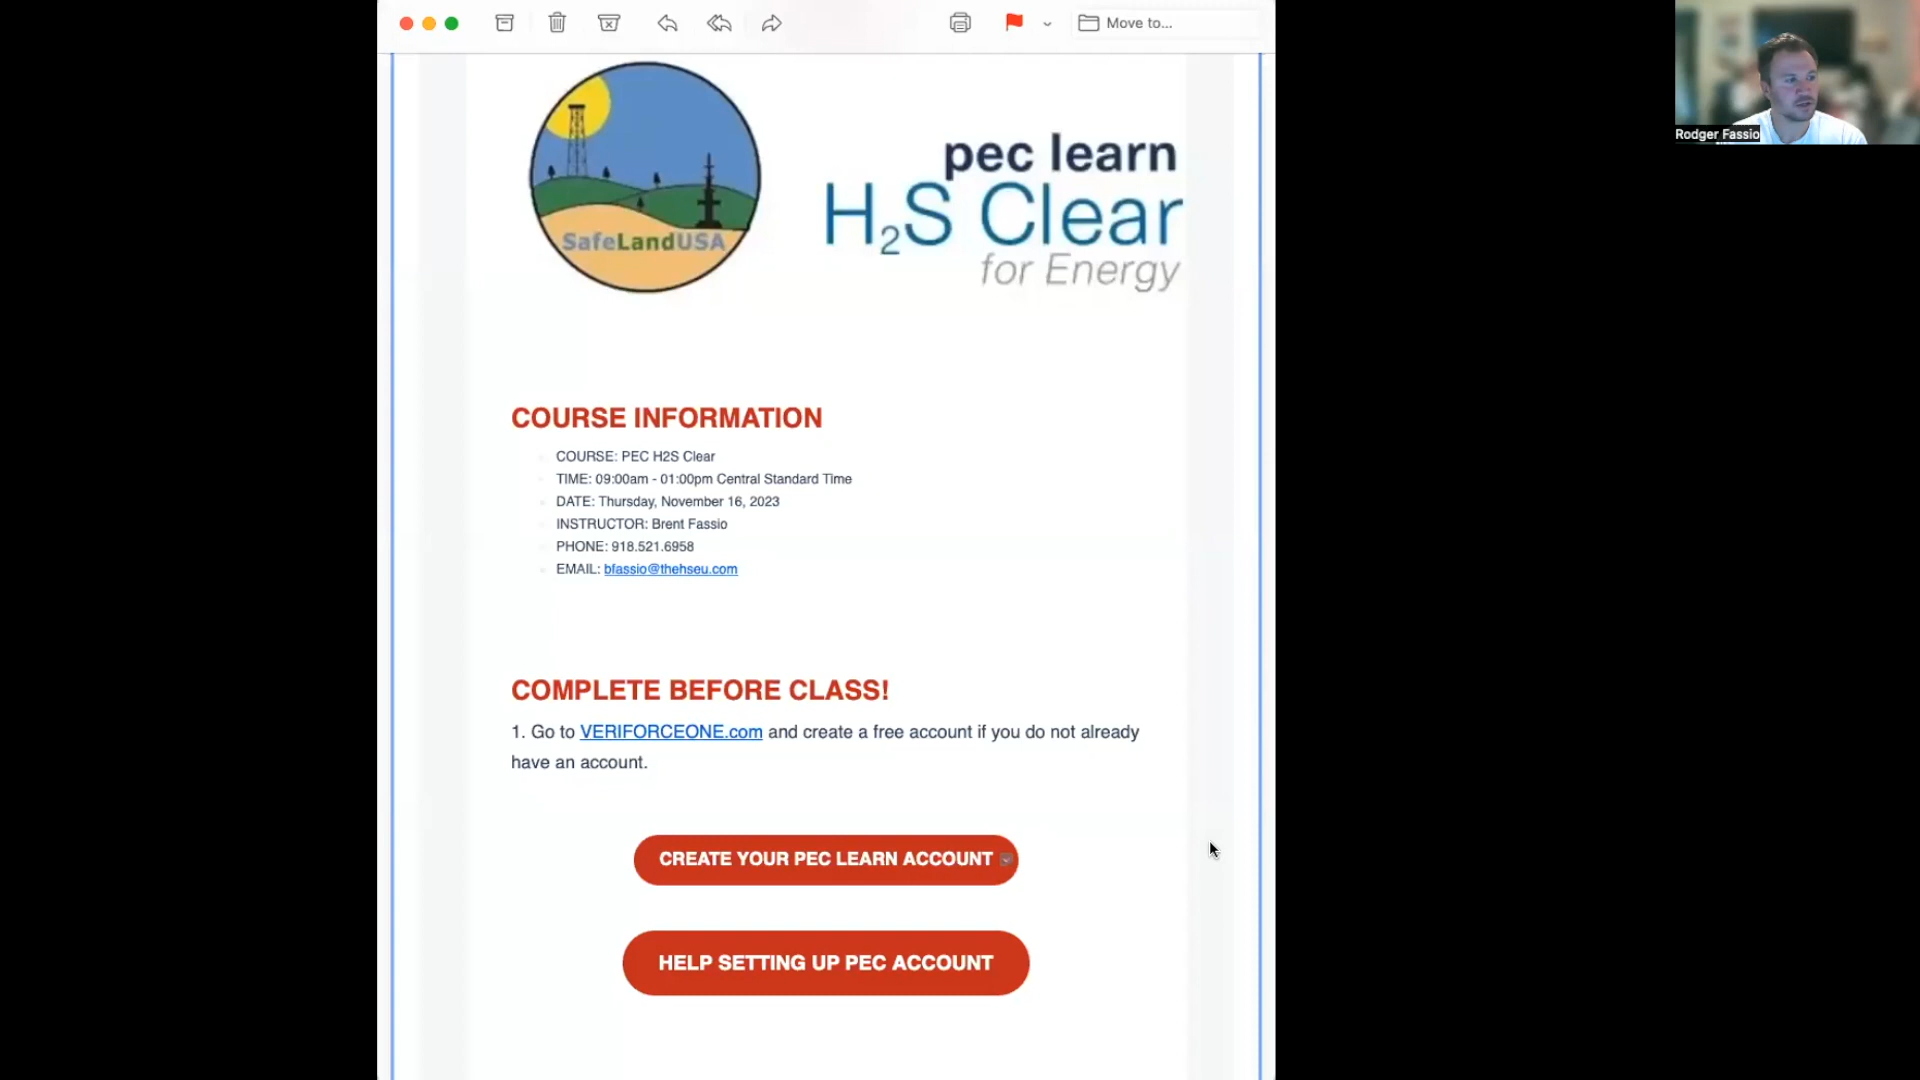 Move to...
Rodger Fassio
SafeLandUSA
pec learn
H₂S Clear
for Energy
COURSE INFORMATION
COURSE: PEC H2S Clear
TIME: 09:00am - 01:00pm Central Standard Time
DATE: Thursday, November 16, 2023
INSTRUCTOR: Brent Fassio
PHONE: 918.521.6958
EMAIL: bfassio@thehseu.com
COMPLETE BEFORE CLASS!
1. Go to VERIFORCEONE.com and create a free account if you do not already
have an account.
CREATE YOUR PEC LEARN ACCOUNT
HELP SETTING UP PEC ACCOUNT